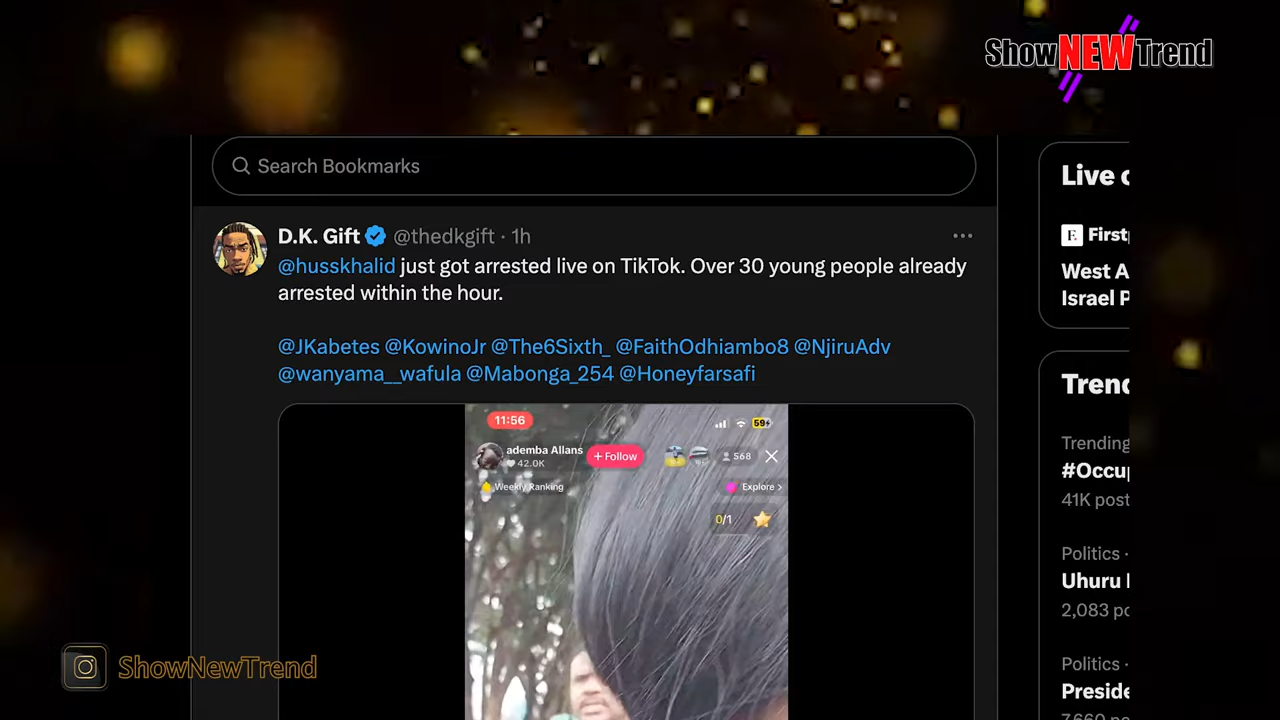 ShowNEWTrend
Search Bookmarks
D.K. Gift @thedkgift · 1h
@husskhalid just got arrested live on TikTok. Over 30 young people already
arrested within the hour.
@JKabetes @KowinoJr @The6Sixth_ @FaithOdhiambo8 @NjiruAdv
@wanyama__wafula @Mabonga_254 @Honeyfarsafi
11:56
59
ademba Allans
42.0K
+ Follow
568
Weekly Ranking
Explore >
0/1
Live
First
West A
Israel P
Trend
Trending
#Occup
41K post
Politics ·
Uhuru
2,083 po
Politics ·
Preside
ShowNewTrend